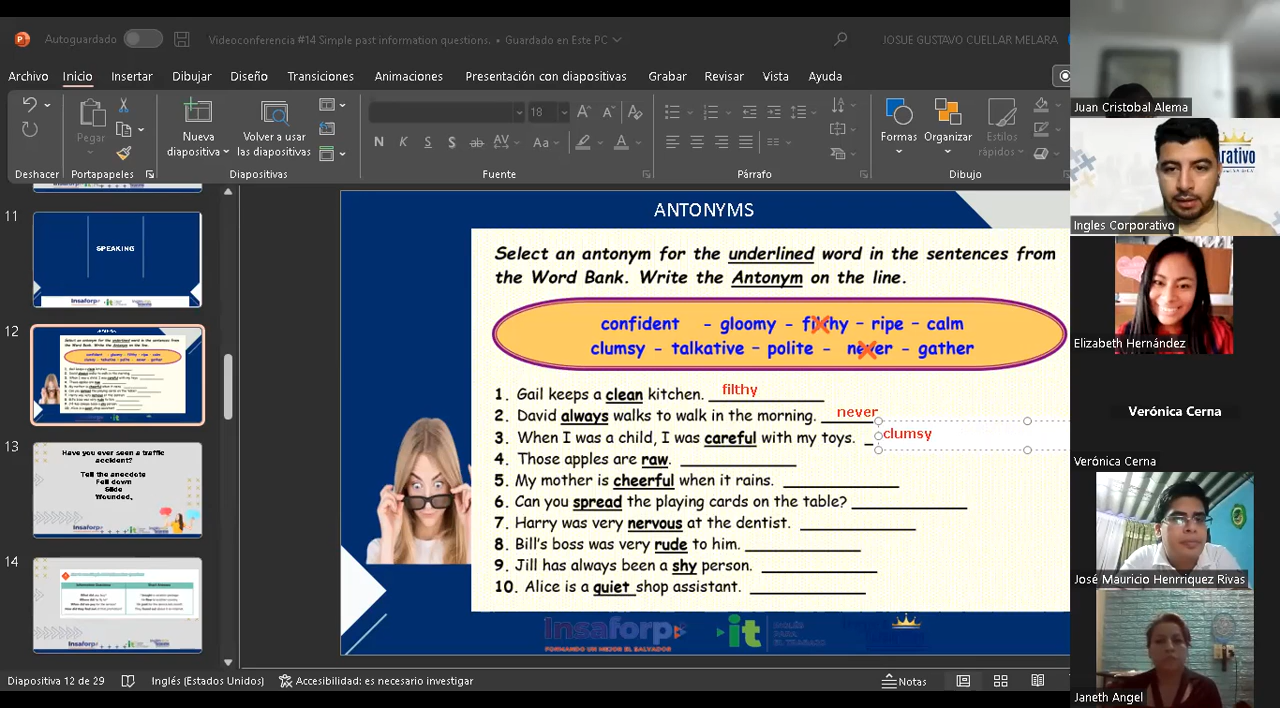 Autoguardado
Videoconferencia #14 Simple past information questions. • Guardado en Este PC
JOSUE GUSTAVO CUELLAR MELARA
Archivo Inicio Insertar Dibujar Diseño Transiciones Animaciones Presentación con diapositivas Grabar Revisar Vista Ayuda
18
Pegar
Nueva diapositiva
Volver a usar las diapositivas
N K S S ab AV Aa A
Formas Organizar Estilos rápidos
Deshacer Portapapeles Diapositivas Fuente Párrafo Dibujo
11
SPEAKING
12
13
Have you ever seen a traffic
accident?
Tell the anecdote
Fell down
Slide
Wounded,
14
ANTONYMS
Select an antonym for the underlined word in the sentences from
the Word Bank. Write the Antonym on the line.
confident - gloomy - filthy - ripe - calm
clumsy - talkative - polite - never - gather
1. Gail keeps a clean kitchen. filthy
2. David always walks to walk in the morning. never
3. When I was a child, I was careful with my toys. clumsy
4. Those apples are raw.
5. My mother is cheerful when it rains.
6. Can you spread the playing cards on the table?
7. Harry was very nervous at the dentist.
8. Bill's boss was very rude to him.
9. Jill has always been a shy person.
10. Alice is a quiet shop assistant.
Insaforp
FORMANDO UN MEJOR EL SALVADOR
it
INGLÉS
PARA
EL TRABAJO
Diapositiva 12 de 29
Inglés (Estados Unidos)
Accesibilidad: es necesario investigar
Notas
Juan Cristobal Alema
Ingles Corporativo
Elizabeth Hernández
Verónica Cerna
Verónica Cerna
José Mauricio Henrriquez Rivas
Janeth Angel